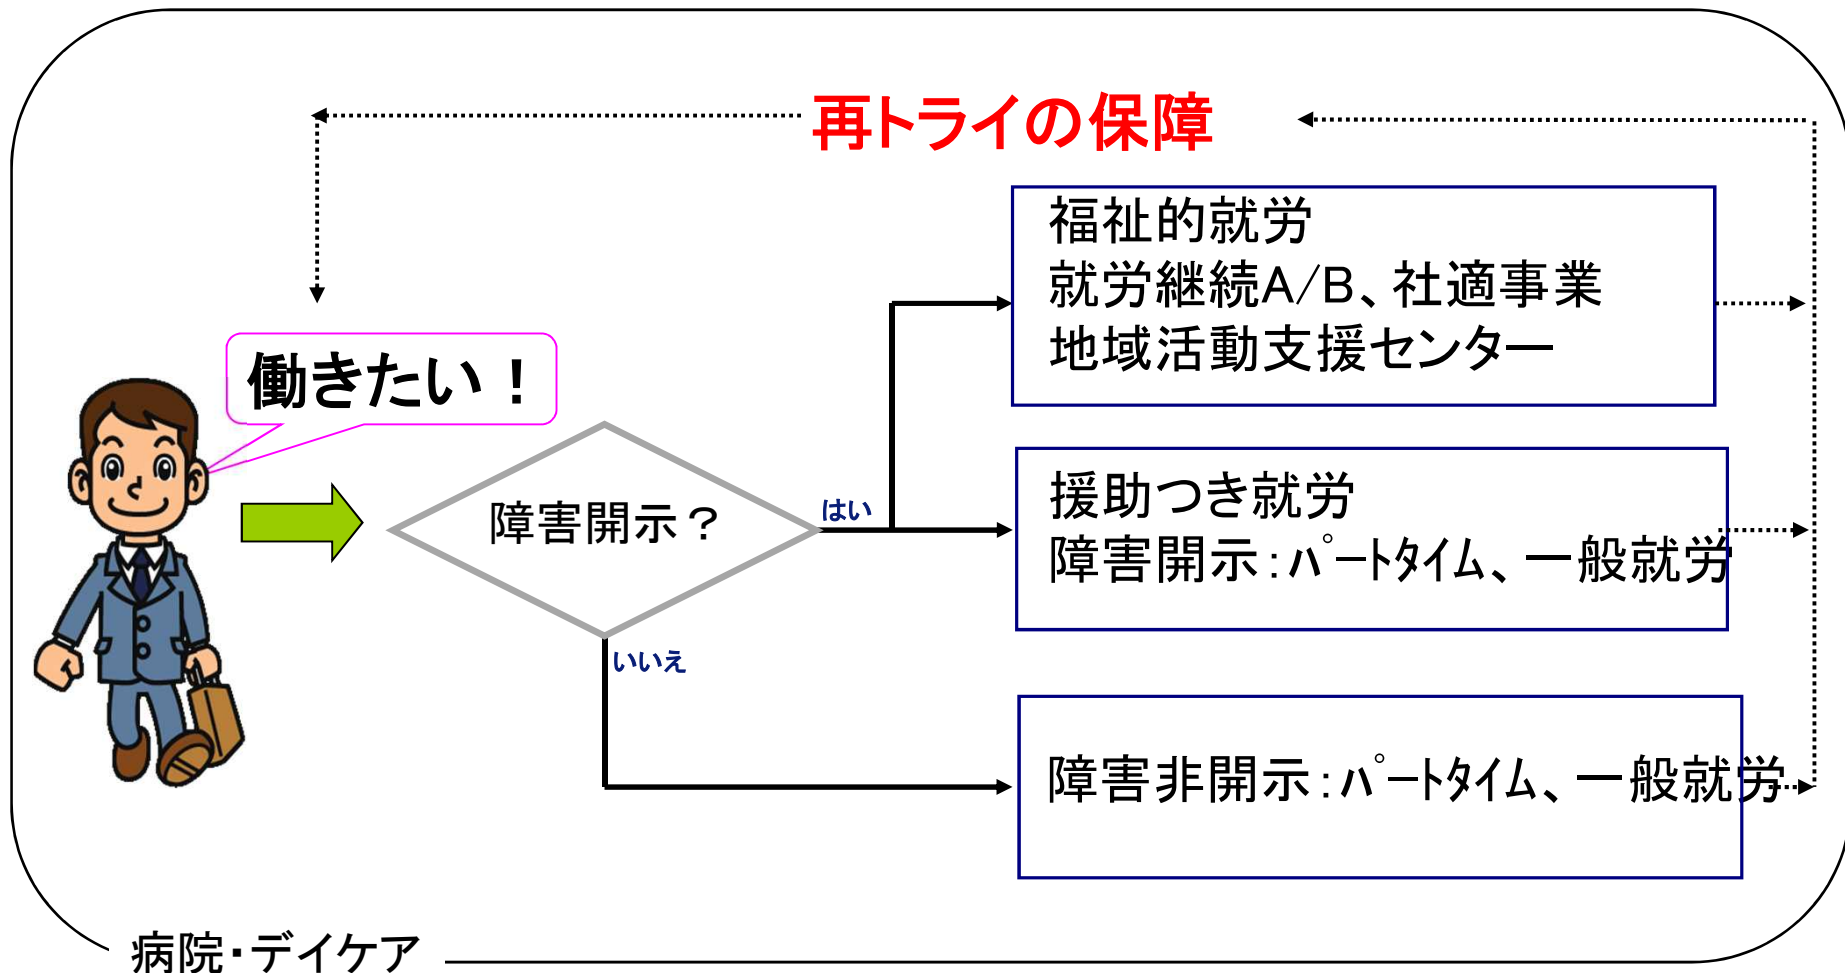 再トライの保障
福祉的就労
就労継続A/B、社適事業
地域活動支援センター
働きたい！
障害開示？
はい
援助つき就労
障害開示：パートタイム、一般就労
いいえ
障害非開示：パートタイム、一般就労
病院・デイケア